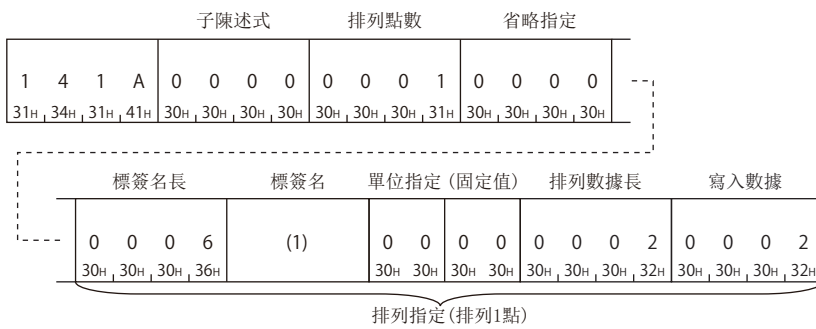 子陳述式 排列點數 省略指定
1 4 1 A 0 0 0 0 0 0 0 1 0 0 0 0
31H 34H 31H 41H 30H 30H 30H 30H 30H 30H 30H 31H 30H 30H 30H 30H
標簽名長 標簽名 單位指定 (固定值) 排列數據長 寫入數據
0 0 0 6 (1) 0 0 0 0 0 0 0 2 0 0 0 2
30H 30H 30H 36H 30H 30H 30H 30H 30H 30H 30H 32H 30H 30H 30H 32H
排列指定(排列1點)